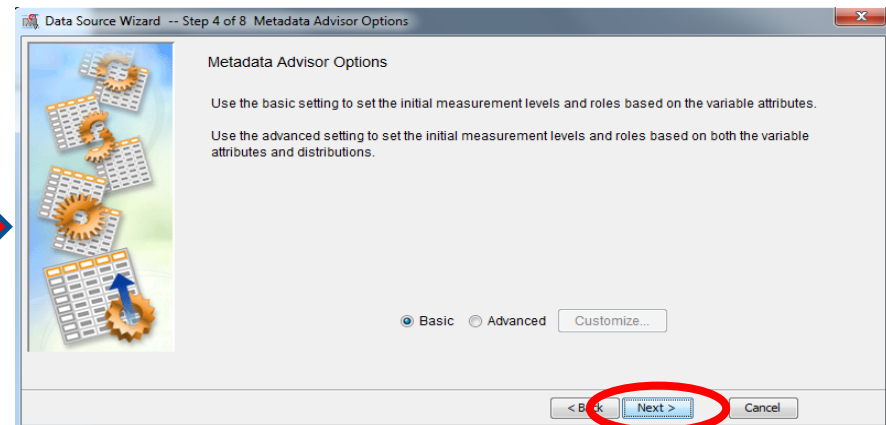 Data Source Wizard -- Step 4 of 8 Metadata Advisor Options
Metadata Advisor Options
Use the basic setting to set the initial measurement levels and roles based on the variable attributes.
Use the advanced setting to set the initial measurement levels and roles based on both the variable
attributes and distributions.
Basic Advanced Customize...
< Back Next > Cancel